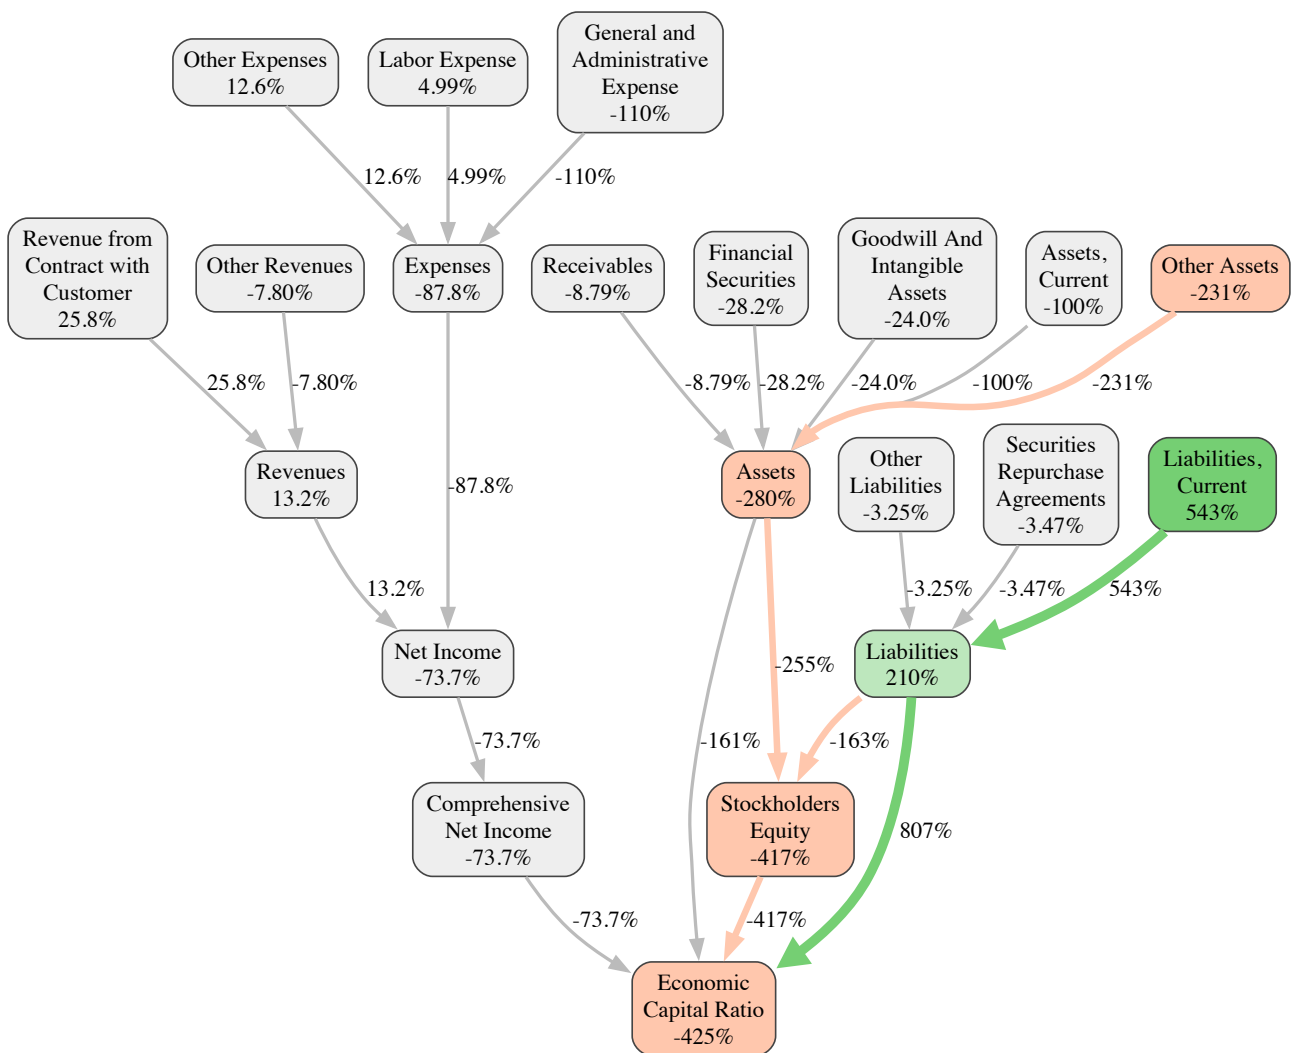 Other Expenses
12.6%
Labor Expense
4.99%
General and
Administrative
Expense
-110%
12.6%
4.99%
-110%
Revenue from
Contract with
Customer
25.8%
Other Revenues
-7.80%
Expenses
-87.8%
Receivables
-8.79%
Financial
Securities
-28.2%
Goodwill And
Intangible
Assets
-24.0%
Assets,
Current
-100%
Other Assets
-231%
25.8%
-7.80%
-8.79%
-28.2%
-24.0%
-100%
-231%
Revenues
13.2%
-87.8%
Assets
-280%
Other
Liabilities
-3.25%
Securities
Repurchase
Agreements
-3.47%
Liabilities,
Current
543%
13.2%
-3.25%
-3.47%
543%
Net Income
-73.7%
-255%
Liabilities
210%
-73.7%
-161%
-163%
Comprehensive
Net Income
-73.7%
Stockholders
Equity
-417%
807%
-73.7%
-417%
Economic
Capital Ratio
-425%